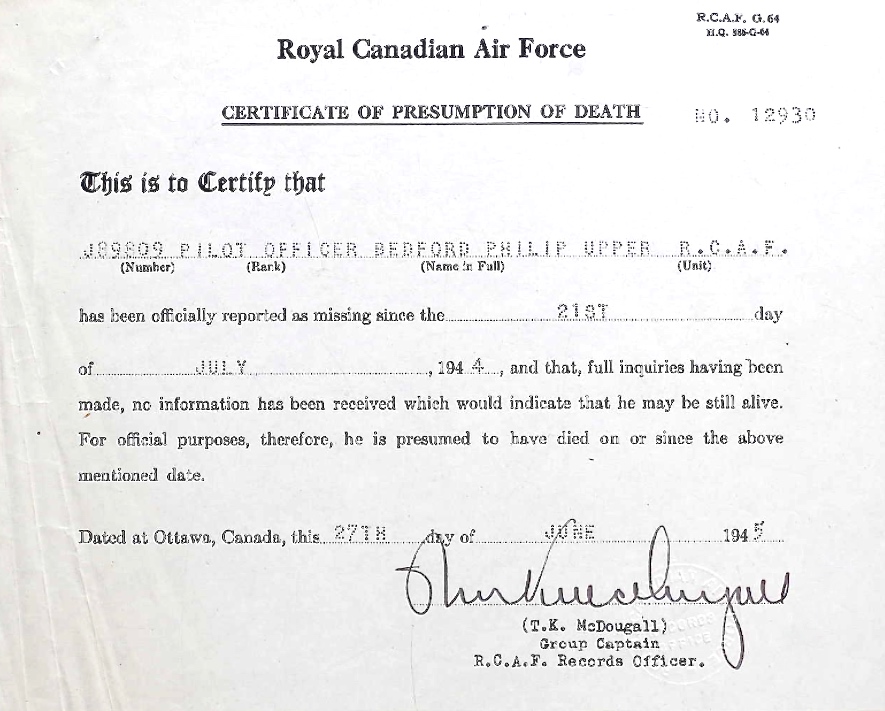 R.C.A.F. G.64
H.Q. 885-G-64
Royal Canadian Air Force
CERTIFICATE OF PRESUMPTION OF DEATH NO. 12930
This is to Certify that
J89809 PILOT OFFICER BEDFORD PHILIP UPPER R.C.A.F.
(Number) (Rank) (Name in Full) (Unit)
has been officially reported as missing since the 21ST day
of JULY, 1944, and that, full inquiries having been
made, no information has been received which would indicate that he may be still alive.
For official purposes, therefore, he is presumed to have died on or since the above
mentioned date.
Dated at Ottawa, Canada, this 27TH day of JUNE 1945
(T.K. McDougall)
Group Captain
R.C.A.F. Records Officer.